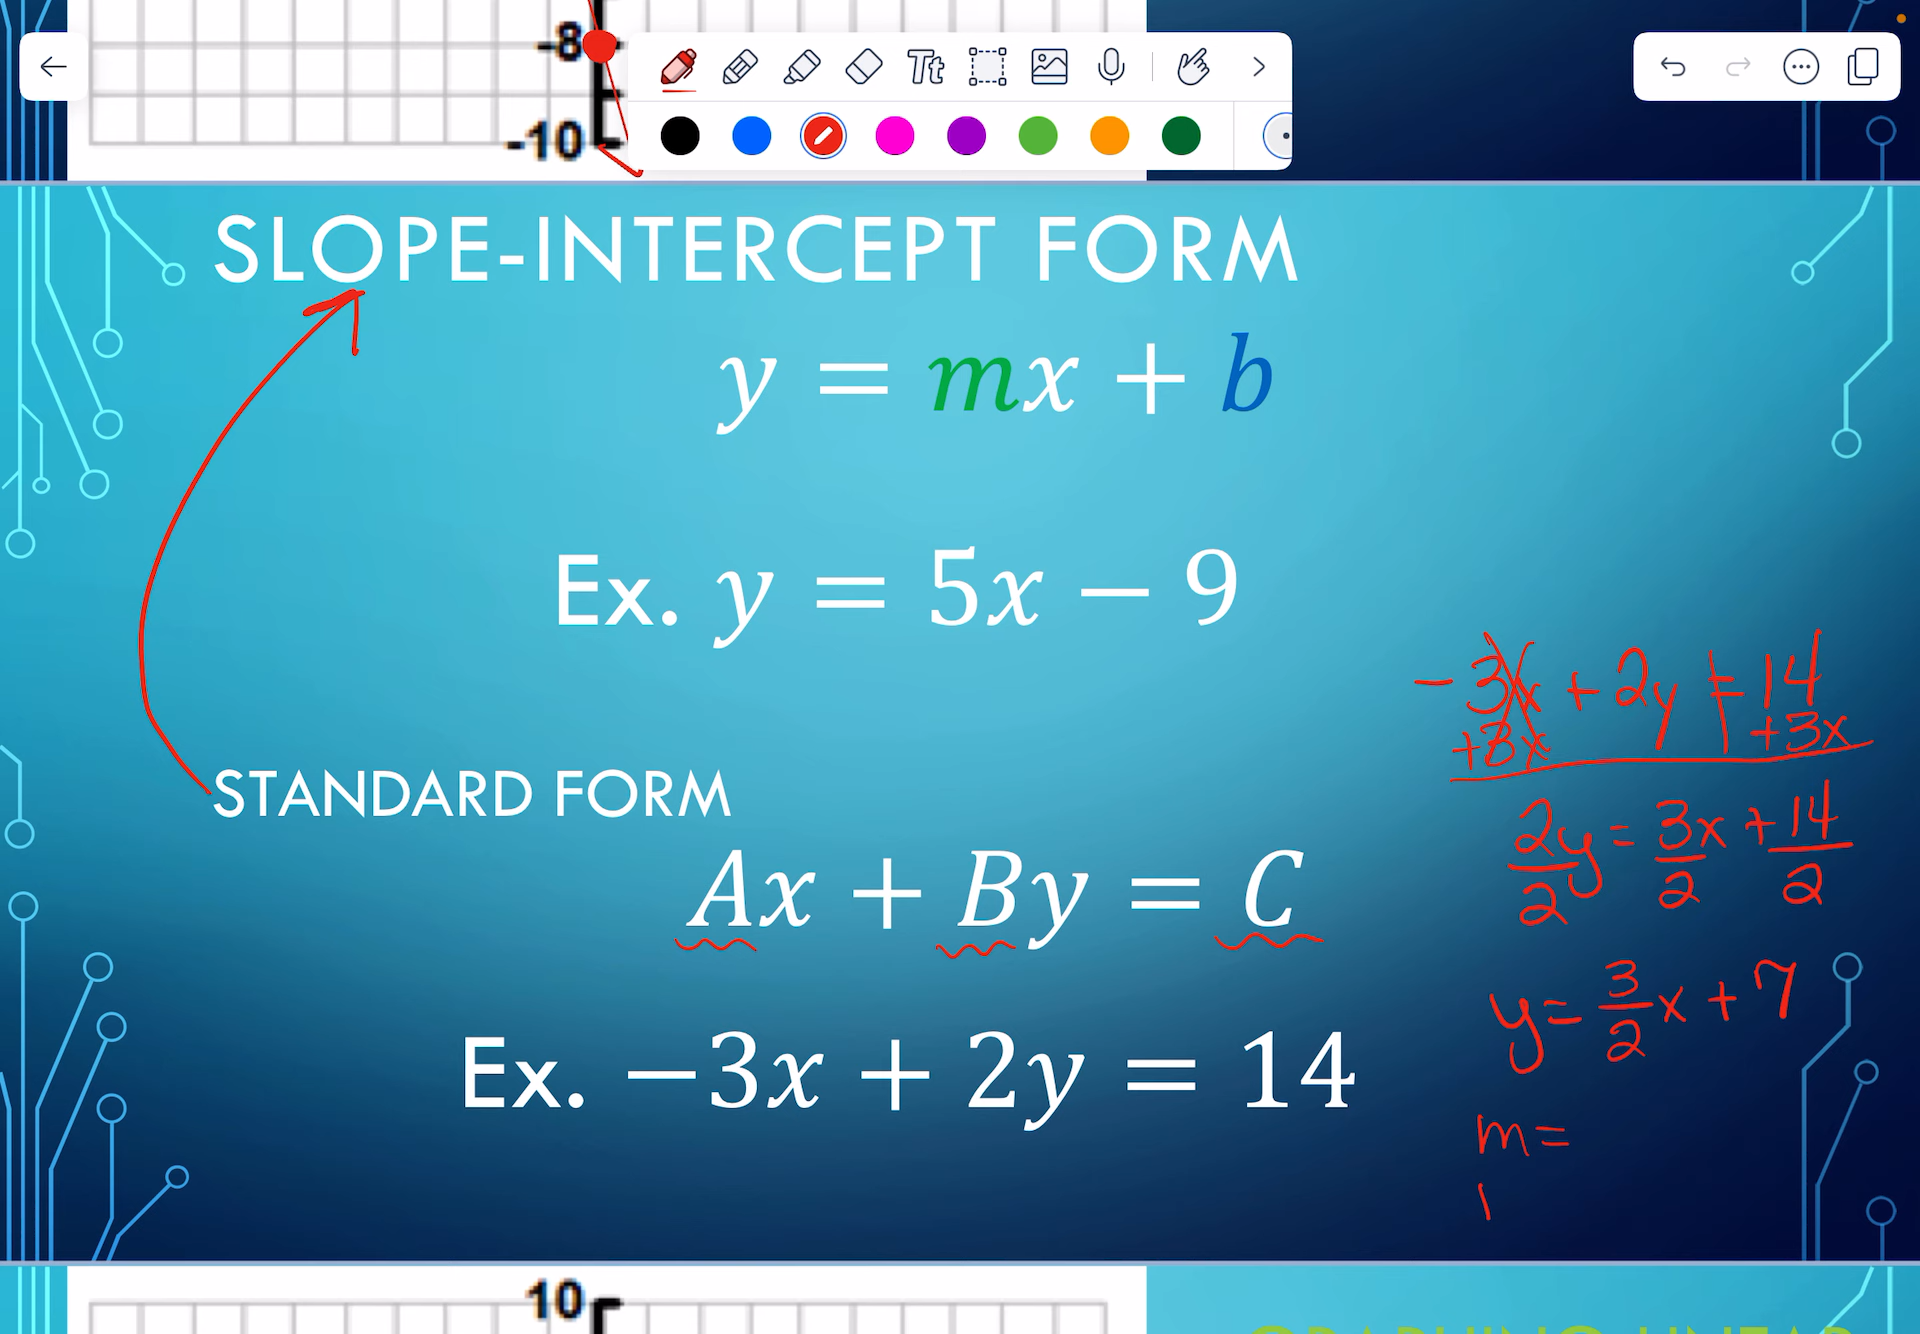 -8
-10
Tt
SLOPE-INTERCEPT FORM
y = mx + b
Ex. y = 5x − 9
STANDARD FORM
Ax + By = C
Ex. −3x + 2y = 14
-3x + 2y = 14
+3x +3x
2y = 3x + 14
2 2 2
y = 3/2 x + 7
m =
10